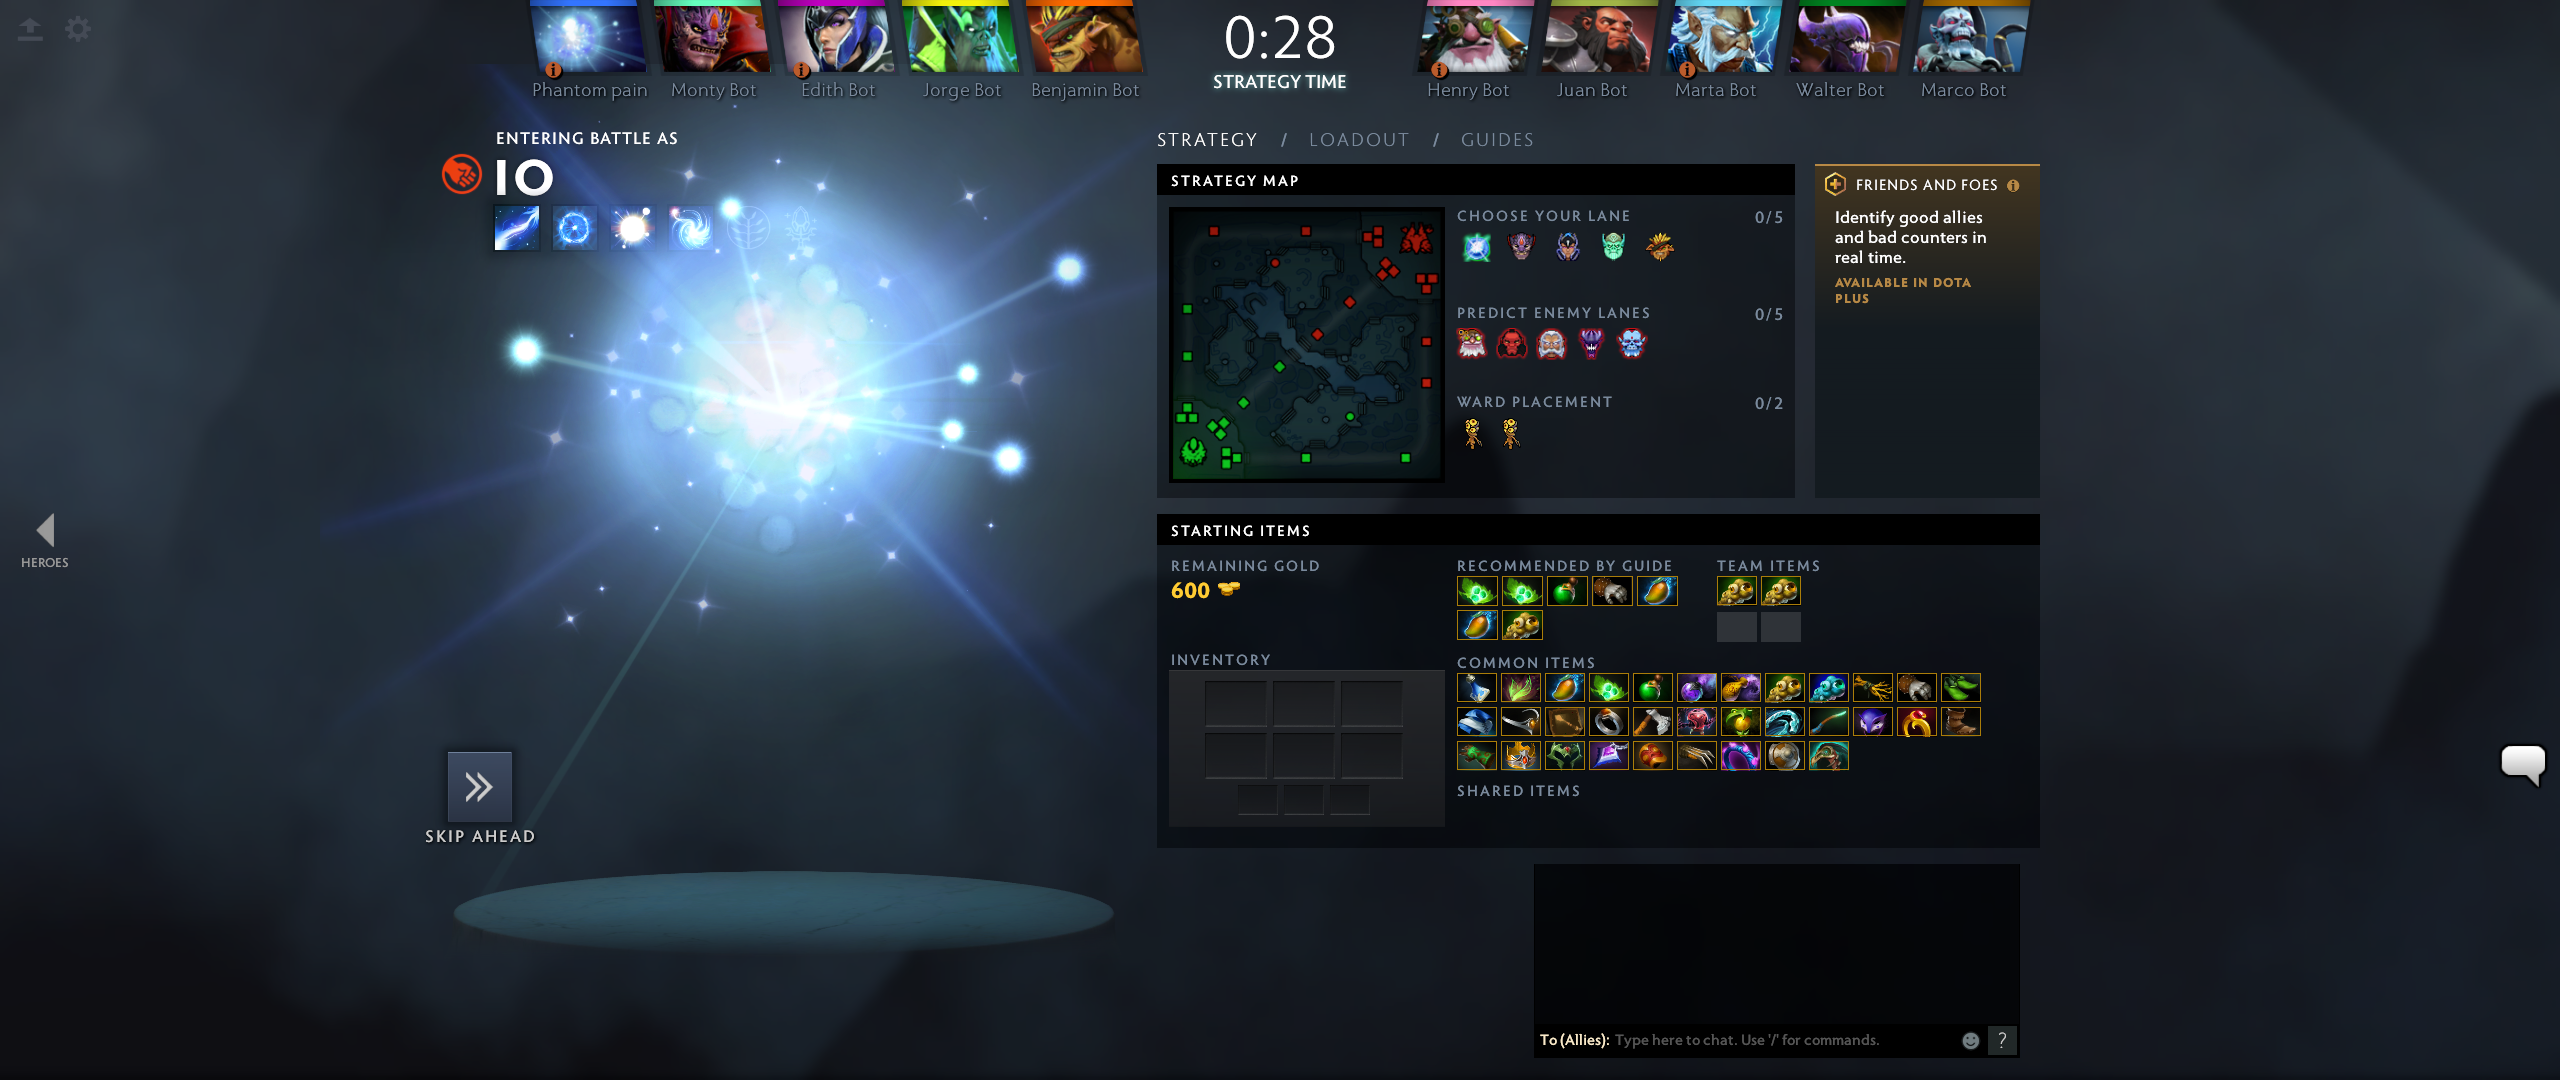 Phantom pain
Monty Bot
Edith Bot
Jorge Bot
Benjamin Bot
0:28
STRATEGY TIME
Henry Bot
Juan Bot
Marta Bot
Walter Bot
Marco Bot
ENTERING BATTLE AS
IO
STRATEGY / LOADOUT / GUIDES
STRATEGY MAP
CHOOSE YOUR LANE 0/5
PREDICT ENEMY LANES 0/5
WARD PLACEMENT 0/2
FRIENDS AND FOES
Identify good allies
and bad counters in
real time.
AVAILABLE IN DOTA
PLUS
HEROES
STARTING ITEMS
REMAINING GOLD
600
RECOMMENDED BY GUIDE
TEAM ITEMS
INVENTORY
COMMON ITEMS
SHARED ITEMS
SKIP AHEAD
To (Allies): Type here to chat. Use '/' for commands.
?